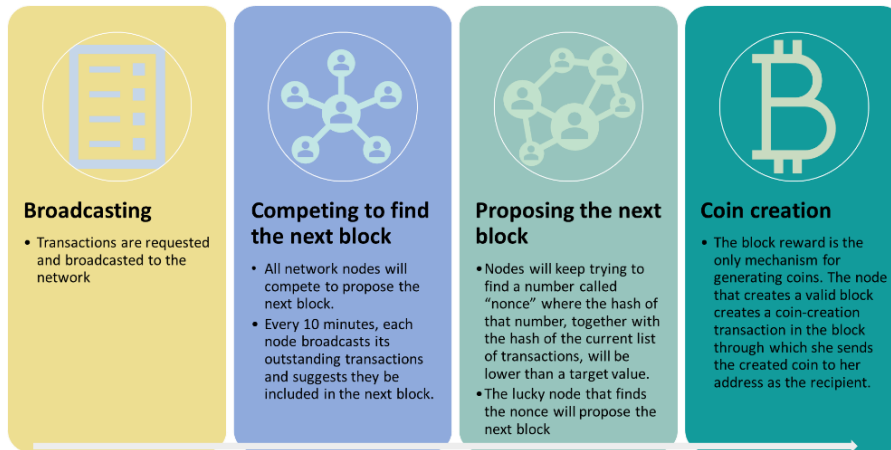 Broadcasting
• Transactions are requested
and broadcasted to the
network
Competing to find
the next block
• All network nodes will
compete to propose the
next block.
• Every 10 minutes, each
node broadcasts its
outstanding transactions
and suggests they be
included in the next block.
Proposing the next
block
• Nodes will keep trying to
find a number called
“nonce” where the hash of
that number, together with
the hash of the current list
of transactions, will be
lower than a target value.
• The lucky node that finds
the nonce will propose the
next block
Coin creation
• The block reward is the
only mechanism for
generating coins. The node
that creates a valid block
creates a coin-creation
transaction in the block
through which she sends
the created coin to her
address as the recipient.